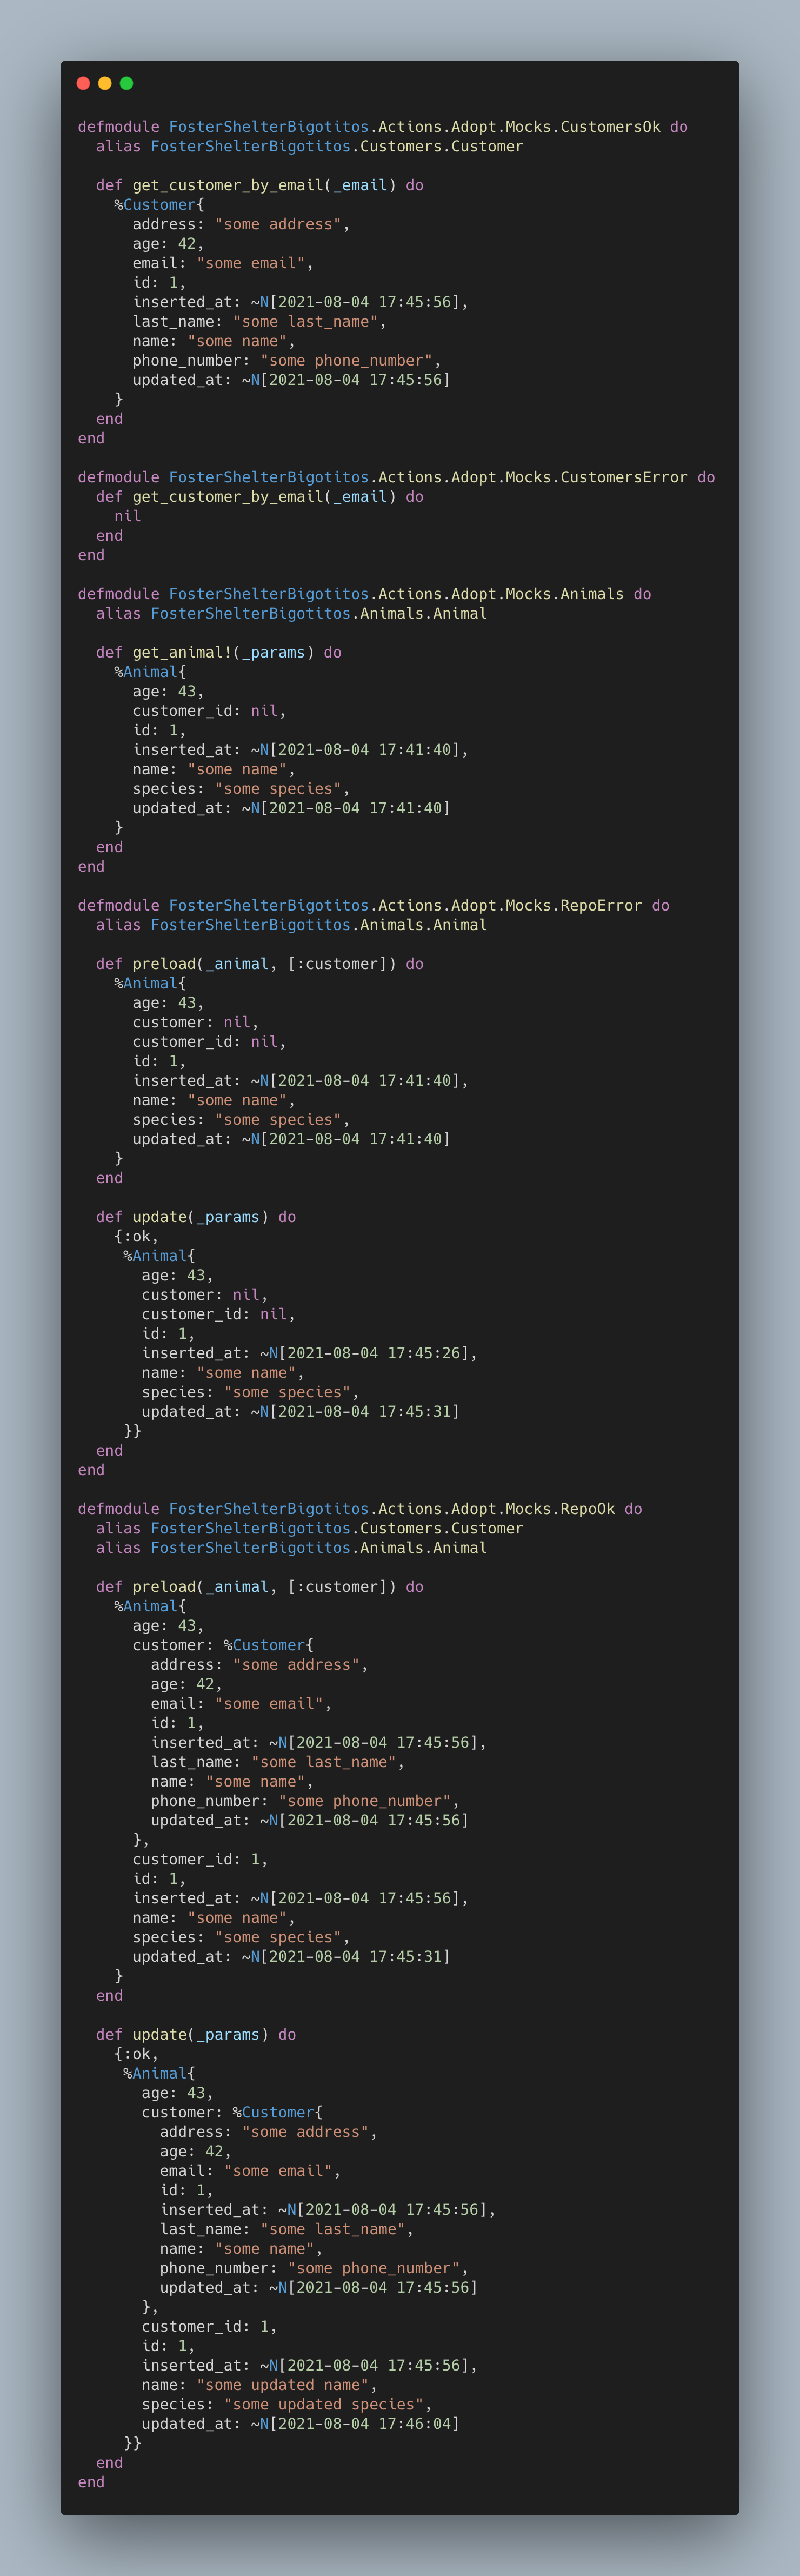 defmodule FosterShelterBigotitos.Actions.Adopt.Mocks.CustomersOk do
  alias FosterShelterBigotitos.Customers.Customer

  def get_customer_by_email(_email) do
    %Customer{
      address: "some address",
      age: 42,
      email: "some email",
      id: 1,
      inserted_at: ~N[2021-08-04 17:45:56],
      last_name: "some last_name",
      name: "some name",
      phone_number: "some phone_number",
      updated_at: ~N[2021-08-04 17:45:56]
    }
  end
end

defmodule FosterShelterBigotitos.Actions.Adopt.Mocks.CustomersError do
  def get_customer_by_email(_email) do
    nil
  end
end

defmodule FosterShelterBigotitos.Actions.Adopt.Mocks.Animals do
  alias FosterShelterBigotitos.Animals.Animal

  def get_animal!(_params) do
    %Animal{
      age: 43,
      customer_id: nil,
      id: 1,
      inserted_at: ~N[2021-08-04 17:41:40],
      name: "some name",
      species: "some species",
      updated_at: ~N[2021-08-04 17:41:40]
    }
  end
end

defmodule FosterShelterBigotitos.Actions.Adopt.Mocks.RepoError do
  alias FosterShelterBigotitos.Animals.Animal

  def preload(_animal, [:customer]) do
    %Animal{
      age: 43,
      customer: nil,
      customer_id: nil,
      id: 1,
      inserted_at: ~N[2021-08-04 17:41:40],
      name: "some name",
      species: "some species",
      updated_at: ~N[2021-08-04 17:41:40]
    }
  end

  def update(_params) do
    {:ok,
     %Animal{
       age: 43,
       customer: nil,
       customer_id: nil,
       id: 1,
       inserted_at: ~N[2021-08-04 17:45:26],
       name: "some name",
       species: "some species",
       updated_at: ~N[2021-08-04 17:45:31]
     }}
  end
end

defmodule FosterShelterBigotitos.Actions.Adopt.Mocks.RepoOk do
  alias FosterShelterBigotitos.Customers.Customer
  alias FosterShelterBigotitos.Animals.Animal

  def preload(_animal, [:customer]) do
    %Animal{
      age: 43,
      customer: %Customer{
        address: "some address",
        age: 42,
        email: "some email",
        id: 1,
        inserted_at: ~N[2021-08-04 17:45:56],
        last_name: "some last_name",
        name: "some name",
        phone_number: "some phone_number",
        updated_at: ~N[2021-08-04 17:45:56]
      },
      customer_id: 1,
      id: 1,
      inserted_at: ~N[2021-08-04 17:45:56],
      name: "some name",
      species: "some species",
      updated_at: ~N[2021-08-04 17:45:31]
    }
  end

  def update(_params) do
    {:ok,
     %Animal{
       age: 43,
       customer: %Customer{
         address: "some address",
         age: 42,
         email: "some email",
         id: 1,
         inserted_at: ~N[2021-08-04 17:45:56],
         last_name: "some last_name",
         name: "some name",
         phone_number: "some phone_number",
         updated_at: ~N[2021-08-04 17:45:56]
       },
       customer_id: 1,
       id: 1,
       inserted_at: ~N[2021-08-04 17:45:56],
       name: "some updated name",
       species: "some updated species",
       updated_at: ~N[2021-08-04 17:46:04]
     }}
  end
end